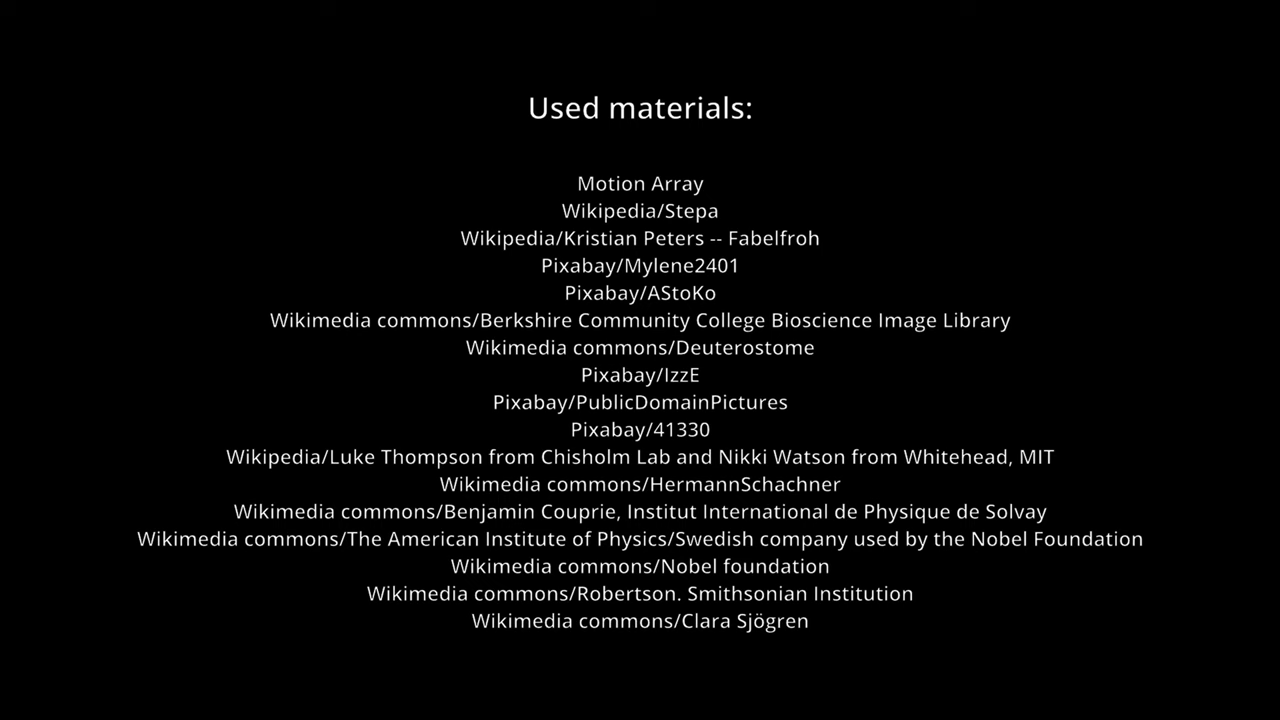 Used materials:
Motion Array
Wikipedia/Stepa
Wikipedia/Kristian Peters -- Fabelfroh
Pixabay/Mylene2401
Pixabay/AStoKo
Wikimedia commons/Berkshire Community College Bioscience Image Library
Wikimedia commons/Deuterostome
Pixabay/IzzE
Pixabay/PublicDomainPictures
Pixabay/41330
Wikipedia/Luke Thompson from Chisholm Lab and Nikki Watson from Whitehead, MIT
Wikimedia commons/HermannSchachner
Wikimedia commons/Benjamin Couprie, Institut International de Physique de Solvay
Wikimedia commons/The American Institute of Physics/Swedish company used by the Nobel Foundation
Wikimedia commons/Nobel foundation
Wikimedia commons/Robertson. Smithsonian Institution
Wikimedia commons/Clara Sjögren